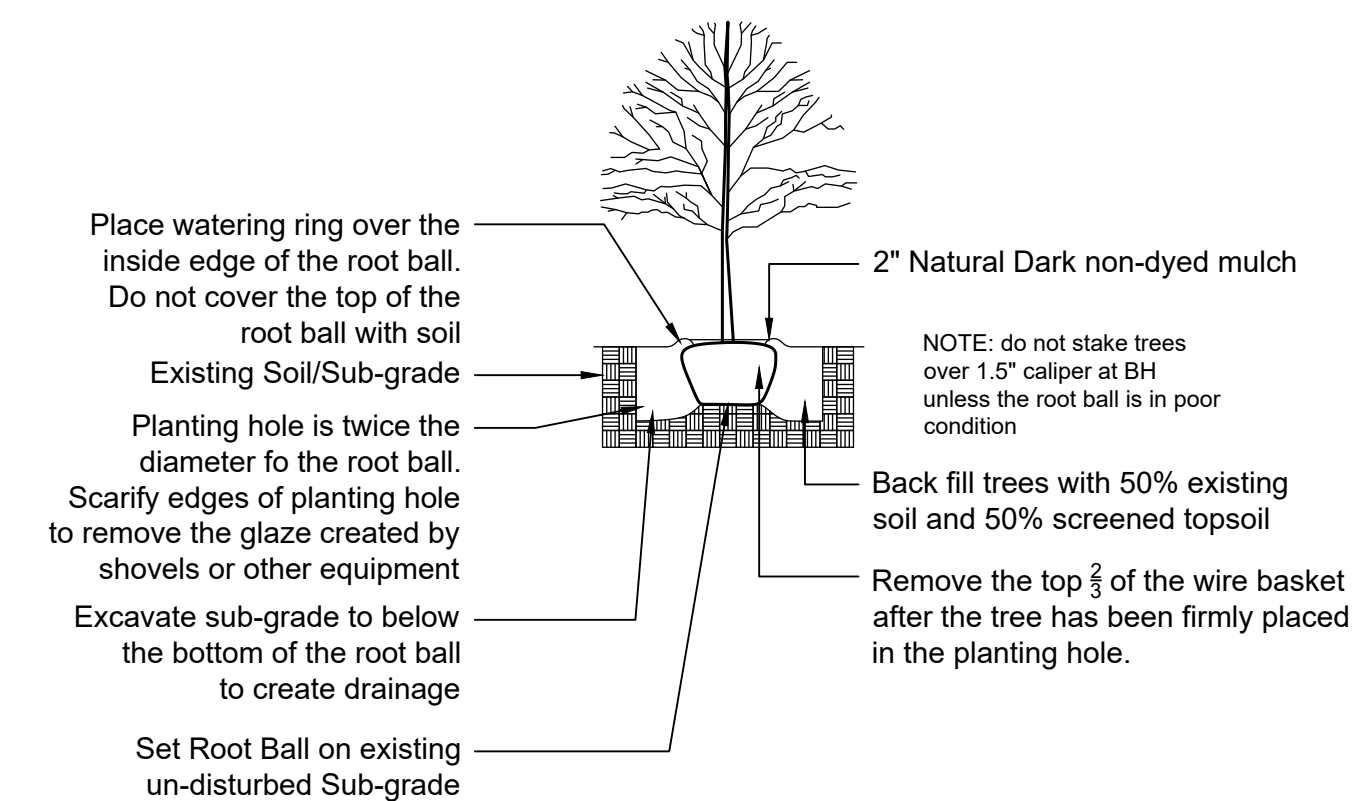 Place watering ring over the
inside edge of the root ball.
Do not cover the top of the
root ball with soil
Existing Soil/Sub-grade
Planting hole is twice the
diameter fo the root ball.
Scarify edges of planting hole
to remove the glaze created by
shovels or other equipment
Excavate sub-grade to below
the bottom of the root ball
to create drainage
Set Root Ball on existing
un-disturbed Sub-grade
2" Natural Dark non-dyed mulch
NOTE: do not stake trees
over 1.5" caliper at BH
unless the root ball is in poor
condition
Back fill trees with 50% existing
soil and 50% screened topsoil
Remove the top 2/3 of the wire basket
after the tree has been firmly placed
in the planting hole.